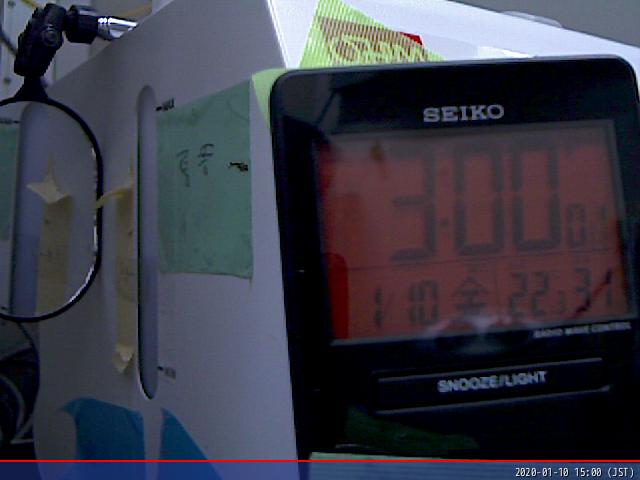 SEIKO
3:00
1/10 金 22.3 31
RADIO WAVE CONTROL
SNOOZE/LIGHT
2020-01-10 15:00 (JST)